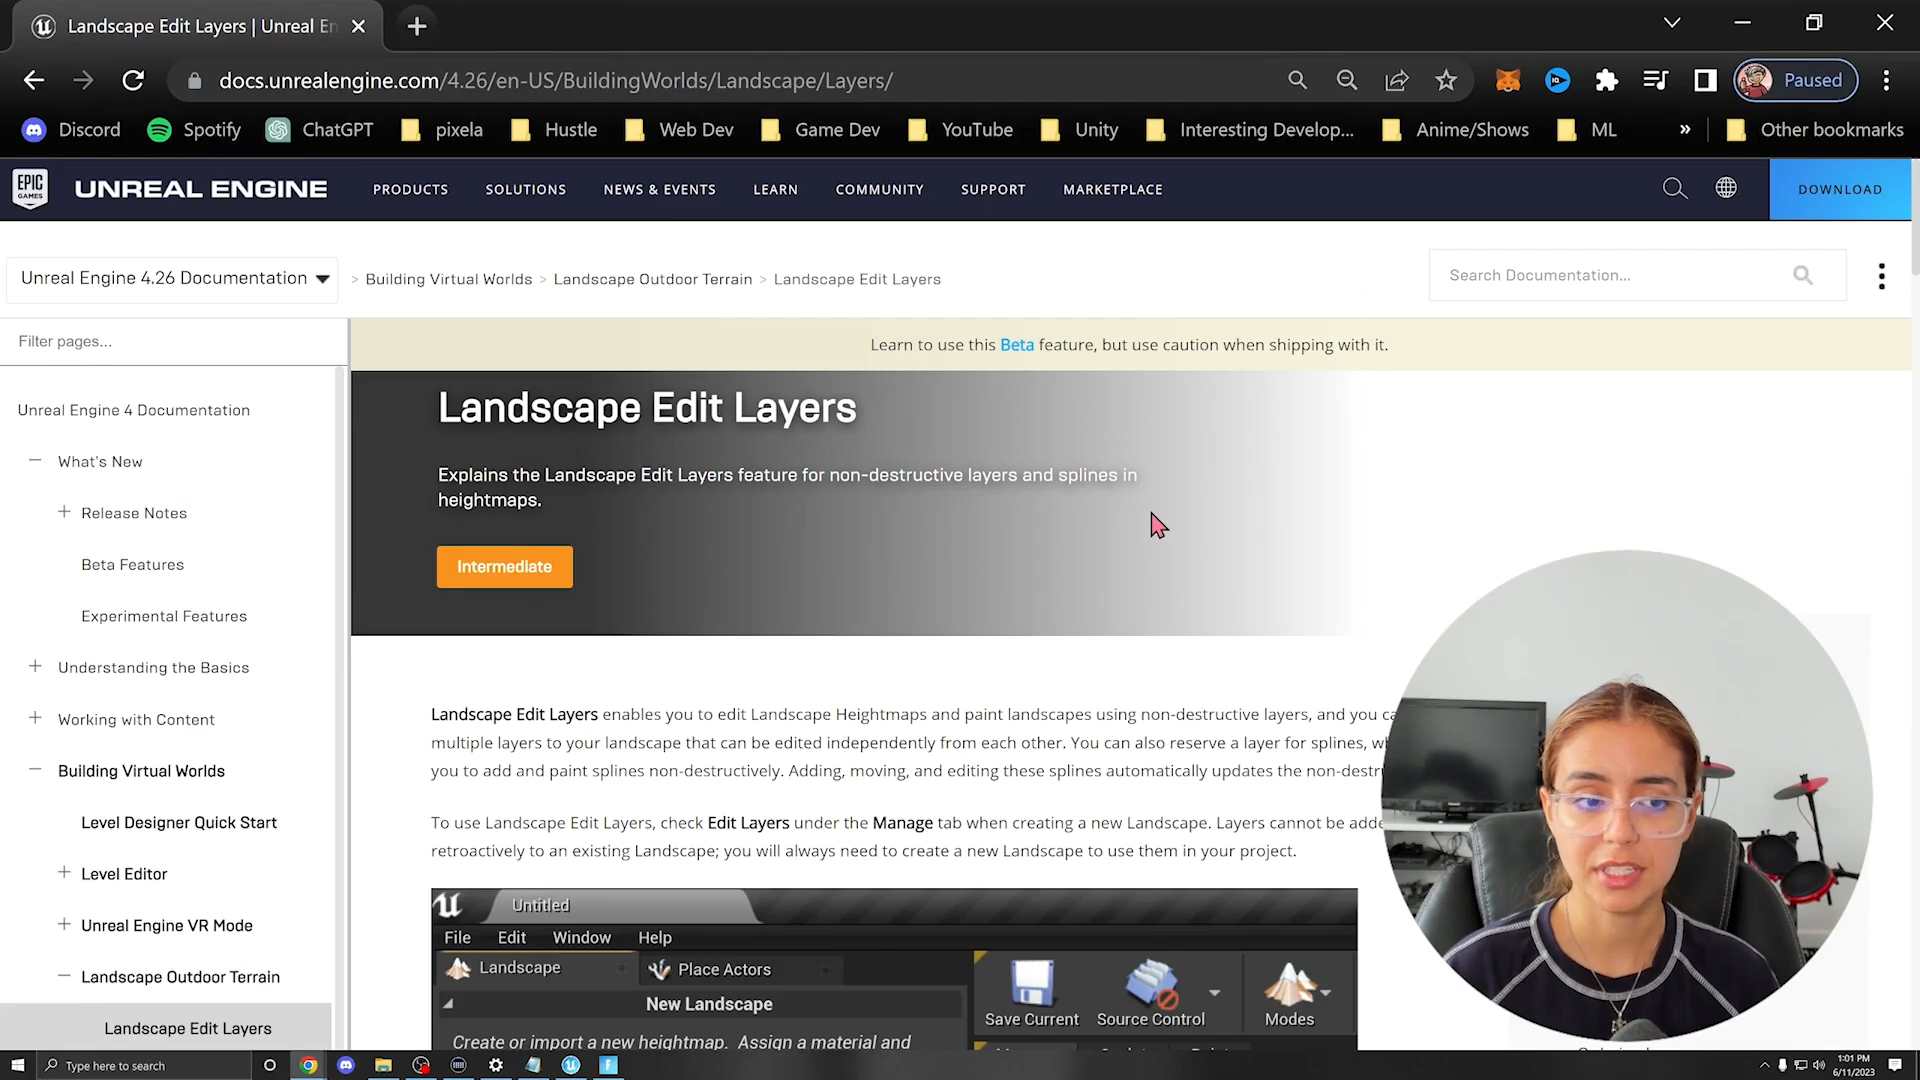 Landscape Edit Layers | Unreal En
docs.unrealengine.com/4.26/en-US/BuildingWorlds/Landscape/Layers/
Paused
Discord Spotify ChatGPT pixela Hustle Web Dev Game Dev YouTube Unity Interesting Develop... Anime/Shows ML » Other bookmarks
EPIC GAMES UNREAL ENGINE PRODUCTS SOLUTIONS NEWS & EVENTS LEARN COMMUNITY SUPPORT MARKETPLACE DOWNLOAD
Unreal Engine 4.26 Documentation > Building Virtual Worlds > Landscape Outdoor Terrain > Landscape Edit Layers
Search Documentation...
Filter pages...
Unreal Engine 4 Documentation
What's New
Release Notes
Beta Features
Experimental Features
Understanding the Basics
Working with Content
Building Virtual Worlds
Level Designer Quick Start
Level Editor
Unreal Engine VR Mode
Landscape Outdoor Terrain
Landscape Edit Layers
Learn to use this Beta feature, but use caution when shipping with it.
Landscape Edit Layers
Explains the Landscape Edit Layers feature for non-destructive layers and splines in
heightmaps.
Intermediate
Landscape Edit Layers enables you to edit Landscape Heightmaps and paint landscapes using non-destructive layers, and you ca
multiple layers to your landscape that can be edited independently from each other. You can also reserve a layer for splines, w
you to add and paint splines non-destructively. Adding, moving, and editing these splines automatically updates the non-destr
To use Landscape Edit Layers, check Edit Layers under the Manage tab when creating a new Landscape. Layers cannot be adde
retroactively to an existing Landscape; you will always need to create a new Landscape to use them in your project.
Untitled
File Edit Window Help
Landscape Place Actors
New Landscape
Create or import a new heightmap. Assign a material and
Save Current Source Control Modes
Type here to search
1:01 PM
6/11/2023